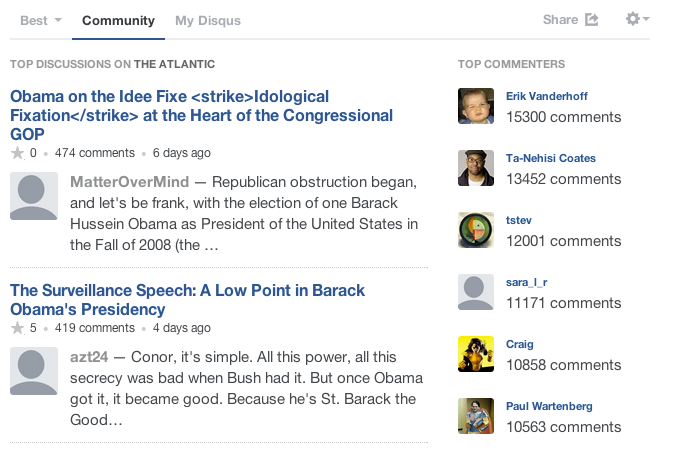 Best Community My Disqus Share
TOP DISCUSSIONS ON THE ATLANTIC
Obama on the Idee Fixe <strike>Idological
Fixation</strike> at the Heart of the Congressional
GOP
★ 0 • 474 comments • 6 days ago
MatterOverMind — Republican obstruction began,
and let's be frank, with the election of one Barack
Hussein Obama as President of the United States in
the Fall of 2008 (the …
The Surveillance Speech: A Low Point in Barack
Obama's Presidency
★ 5 • 419 comments • 4 days ago
azt24 — Conor, it's simple. All this power, all this
secrecy was bad when Bush had it. But once Obama
got it, it became good. Because he's St. Barack the
Good…
TOP COMMENTERS
Erik Vanderhoff
15300 comments
Ta-Nehisi Coates
13452 comments
tstev
12001 comments
sara_l_r
11171 comments
Craig
10858 comments
Paul Wartenberg
10563 comments